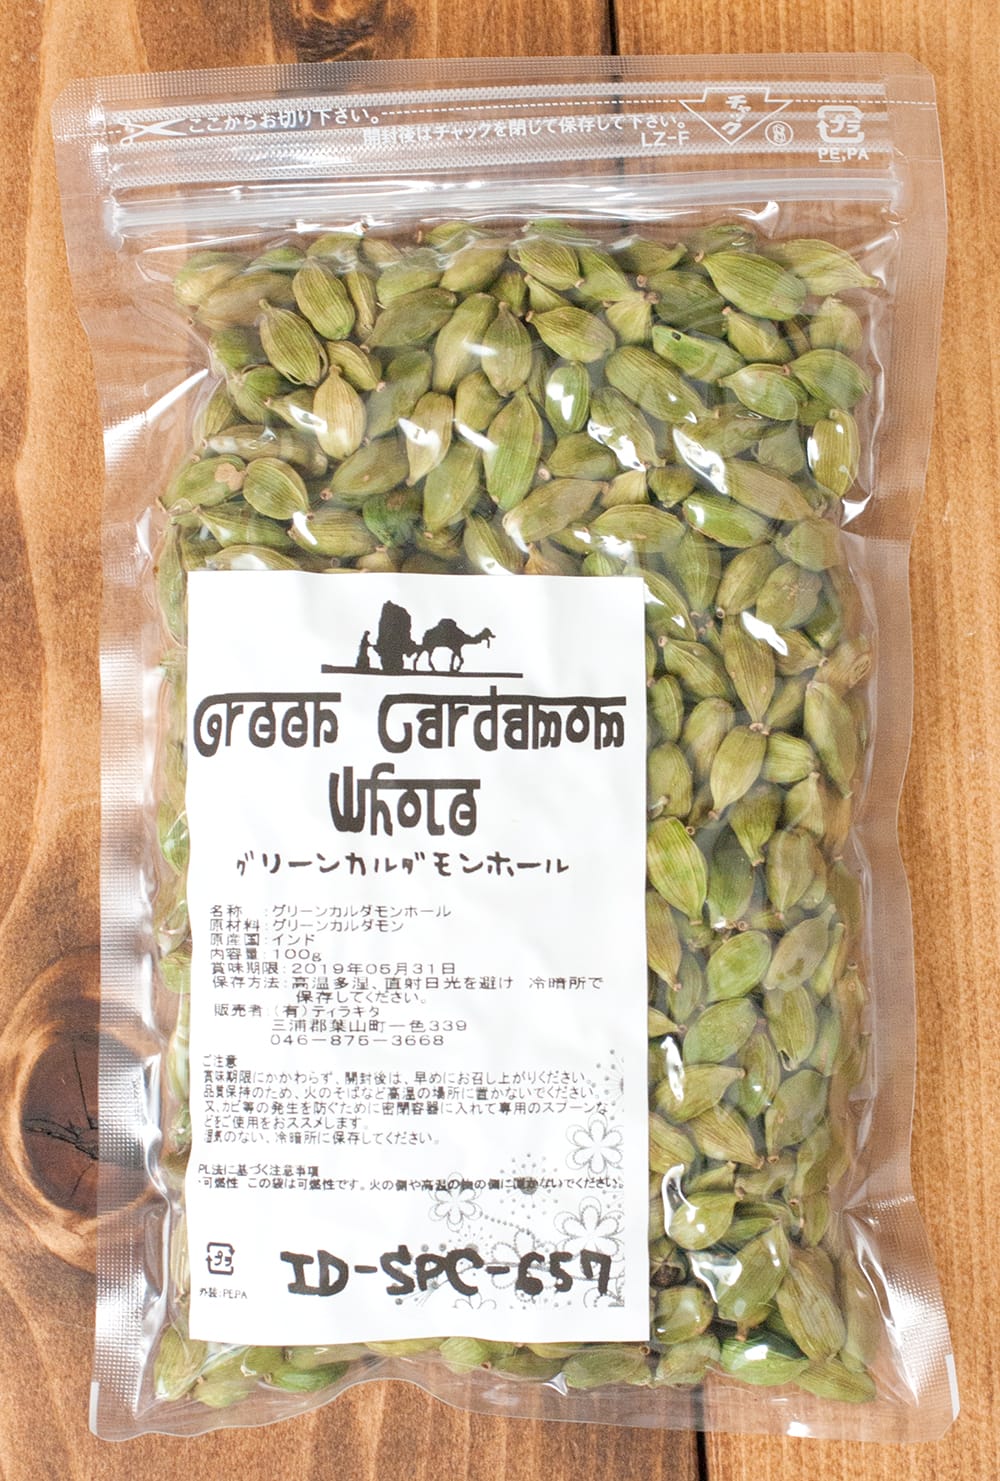 ここからお切り下さい。
開封後はチャックを閉じて保存して下さい。
チャック
LZ-F
8
プラ
PE,PA
Green Cardamom
Whole
グリーンカルダモンホール
名称 :グリーンカルダモンホール
原材料:グリーンカルダモン
原産国:インド
内容量:100g
賞味期限:2019年05月31日
保存方法:高温多湿、直射日光を避け 冷暗所で
保存してください。
販売者:(有)ティラキタ
三浦郡葉山町一色339
046-875-3668
ご注意
賞味期限にかかわらず、開封後は、早めにお召し上がりください。
品質保持のため、火のそばなど高温の場所に置かないでください。
又、カビ等の発生を防ぐために密閉容器に入れて専用のスプーンな
どをご使用をおススメします。
湿気のない、冷暗所に保存してください。
PL法に基づく注意事項
・可燃性 この袋は可燃性です。火の側や高温の物の側に置かないでください。
プラ
外装:PEPA
ID-SPC-657